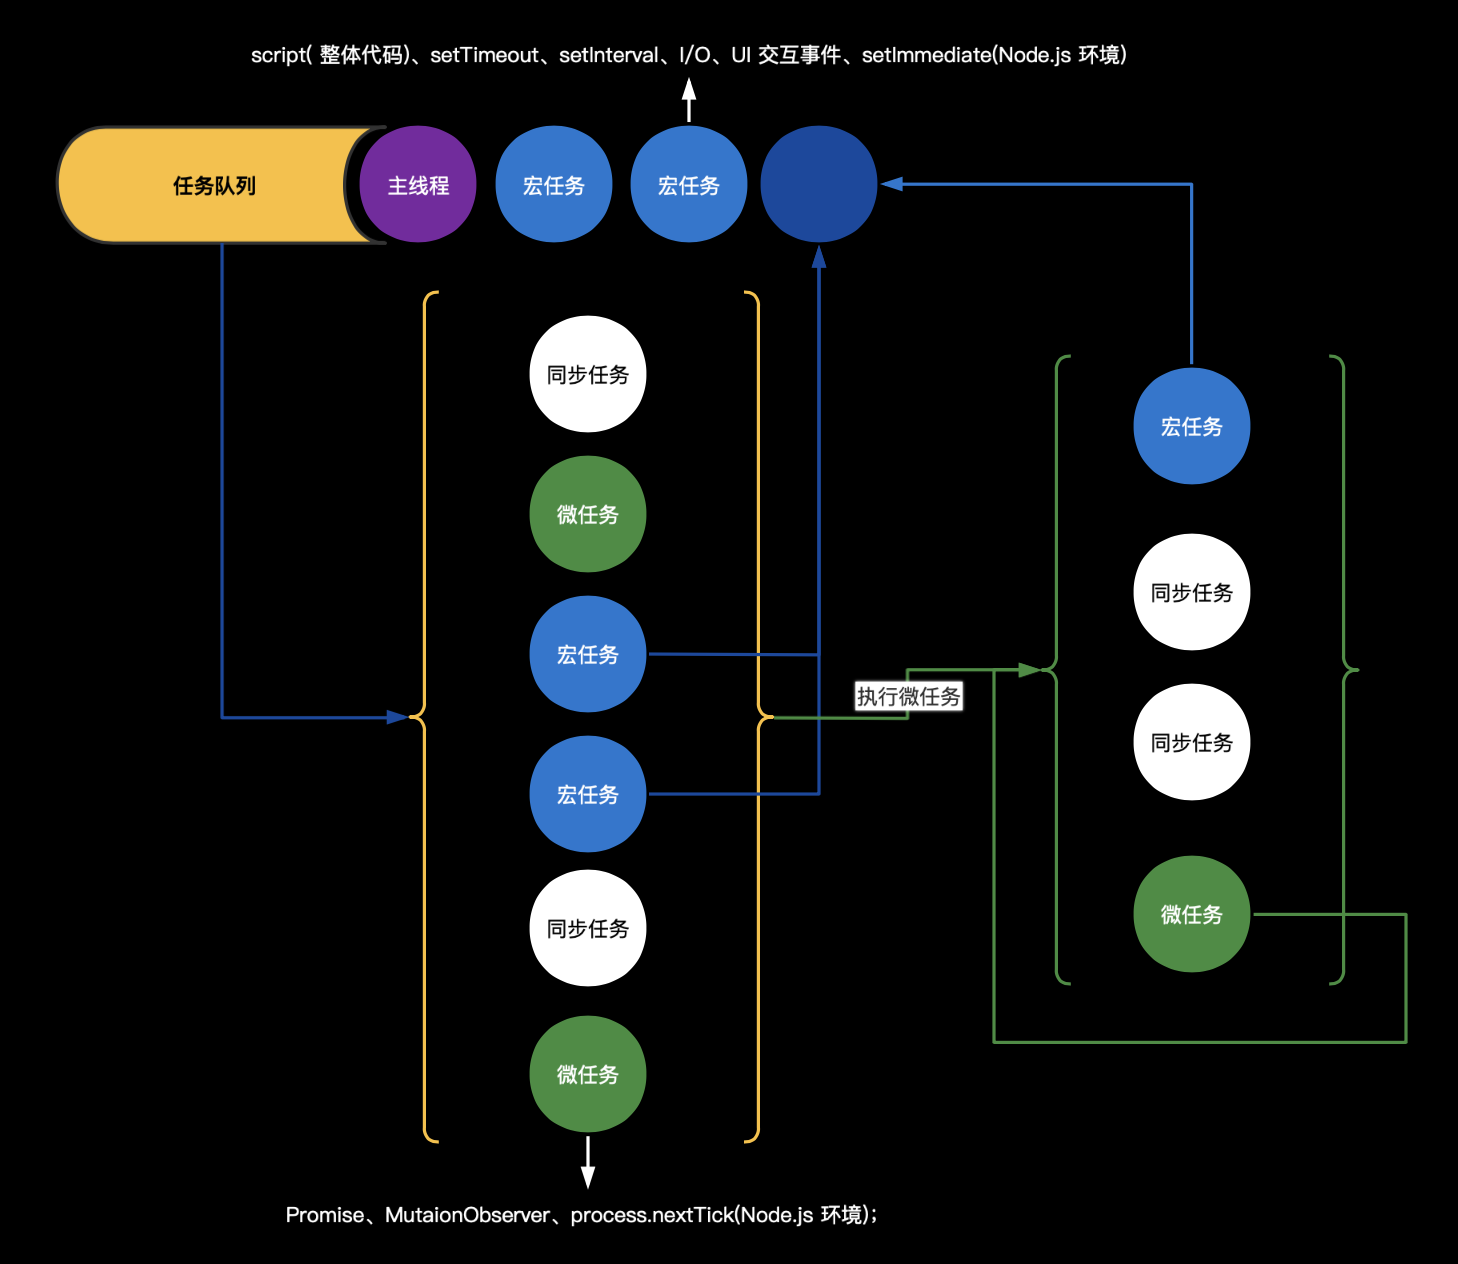 script( 整体代码)、setTimeout、setInterval、I/O、UI 交互事件、setImmediate(Node.js 环境)
任务队列
主线程
宏任务
宏任务
同步任务
微任务
宏任务
宏任务
同步任务
微任务
执行微任务
宏任务
同步任务
同步任务
微任务
Promise、MutaionObserver、process.nextTick(Node.js 环境);